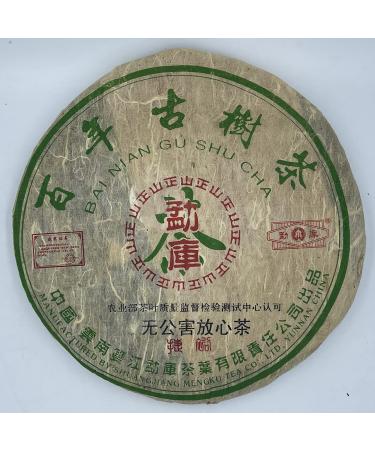 百年古樹茶
BAI NIAN GU SHU CHA
勐庫
勐庫
农业部茶叶质量监督检验测试中心认可
无公害放心茶
中國雲南雙江勐庫茶葉有限責任公司出品
MANUFACTURED BY SHUANGJIANG MENGKU TEA CO., LTD. YUNNAN CHINA